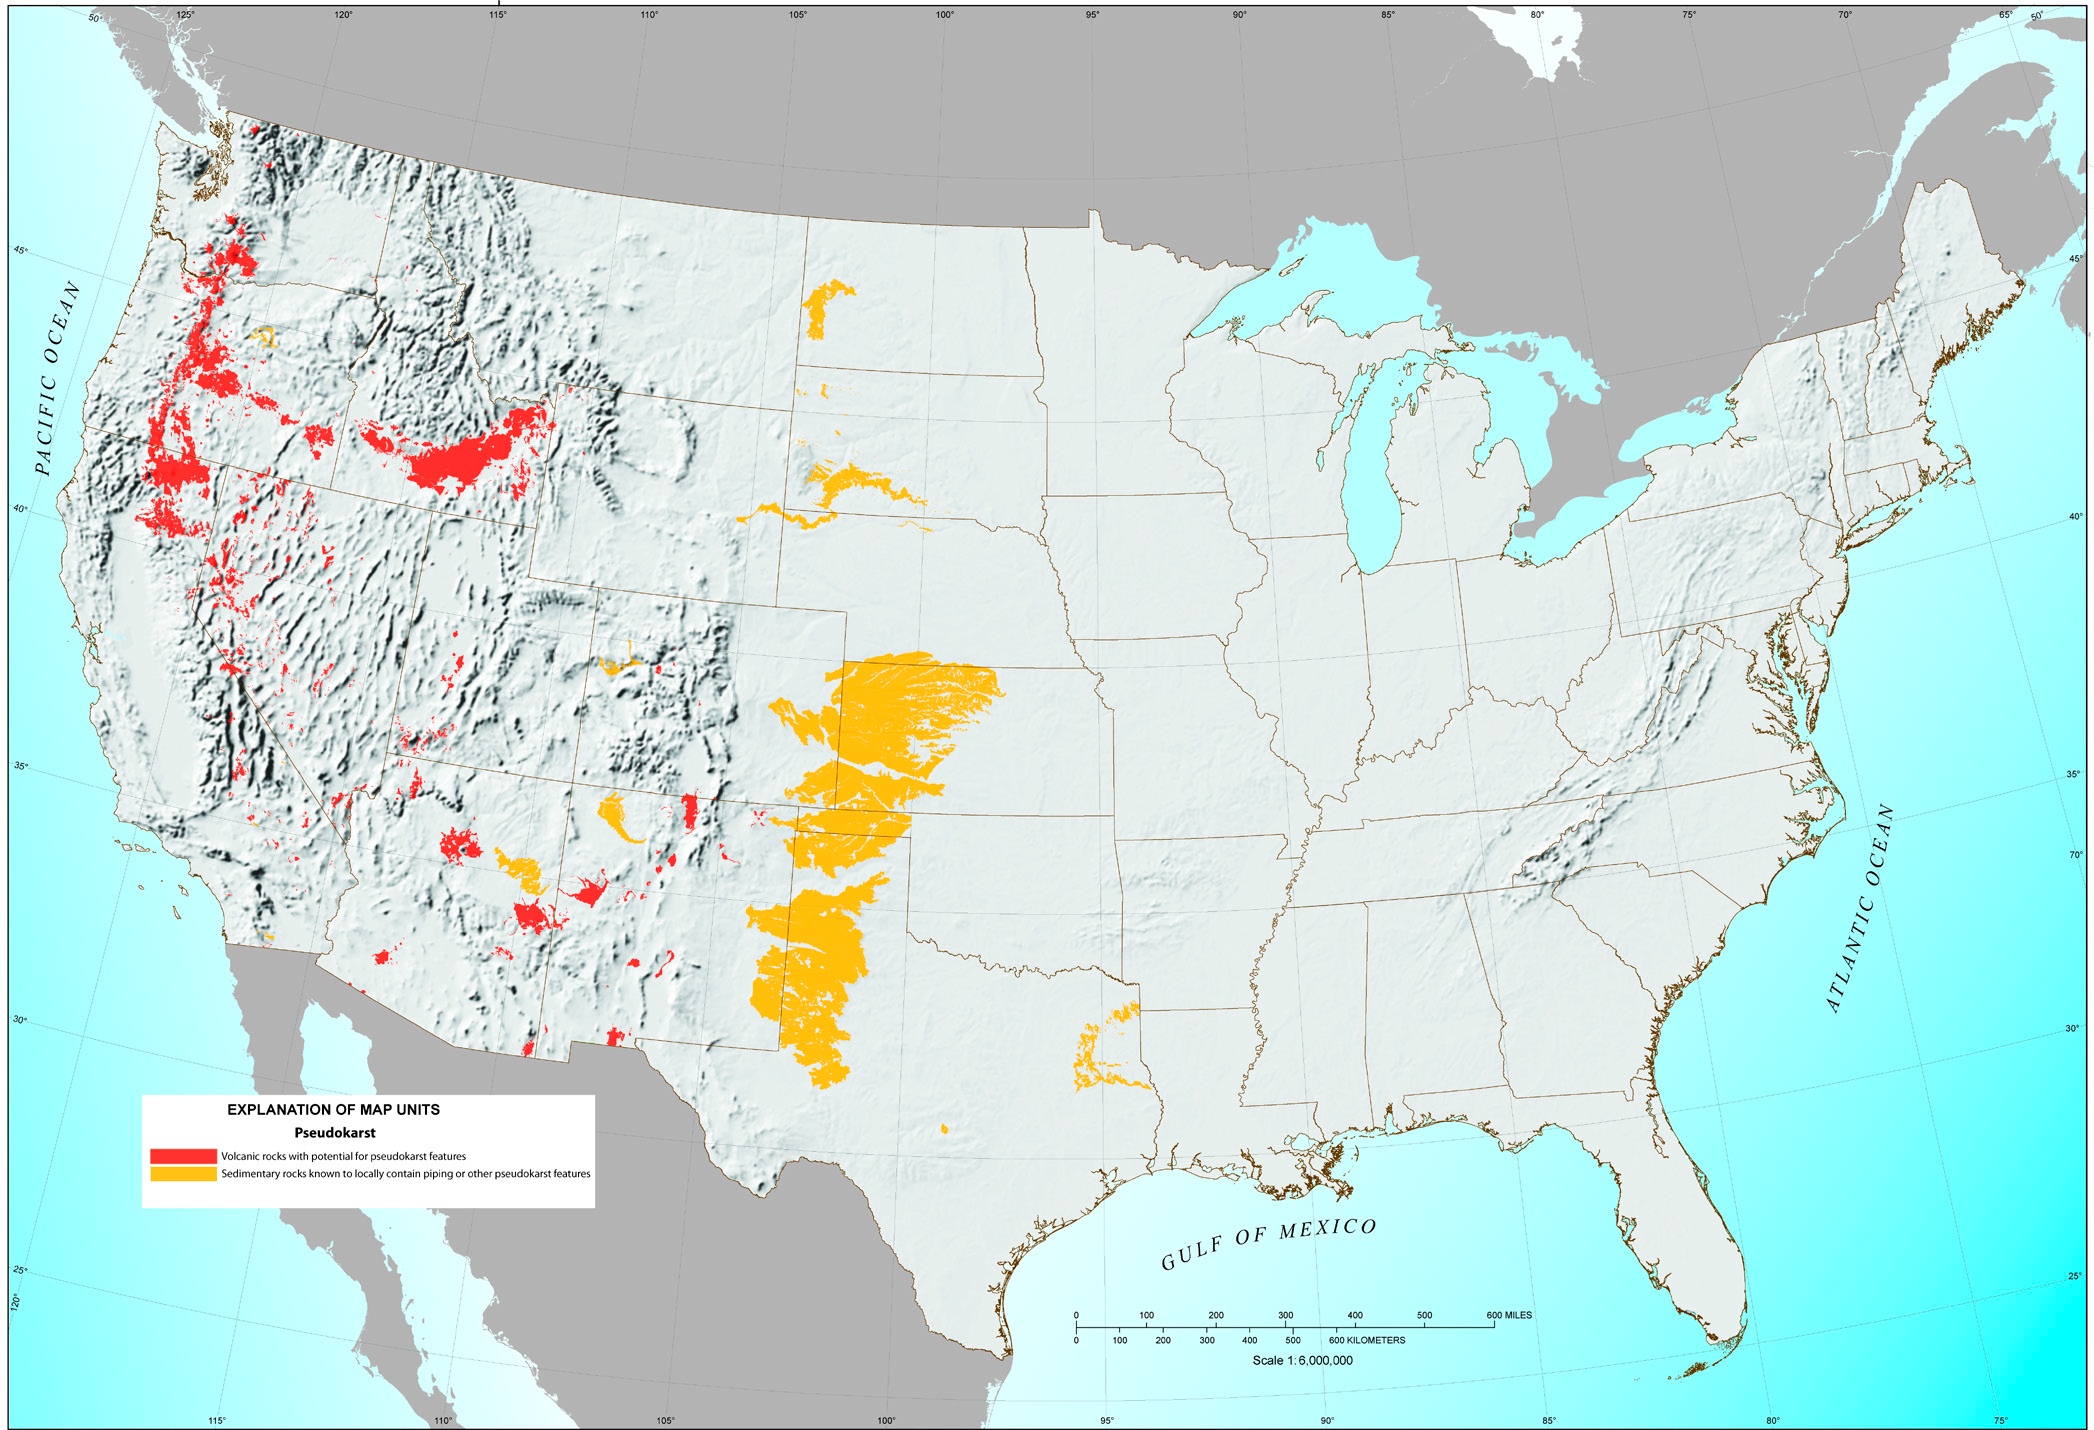 50° 125° 120° 115° 110° 105° 100° 95° 90° 85° 80° 75° 70° 65° 50°
45° 45°
PACIFIC OCEAN
40° 40°
35° 35°
70°
ATLANTIC OCEAN
30° 30°
EXPLANATION OF MAP UNITS
Pseudokarst
Volcanic rocks with potential for pseudokarst features
Sedimentary rocks known to locally contain piping or other pseudokarst features
GULF OF MEXICO
25° 25°
120°
0 100 200 300 400 500 600 MILES
0 100 200 300 400 500 600 KILOMETERS
Scale 1:6,000,000
115° 110° 105° 100° 95° 90° 85° 80° 75°